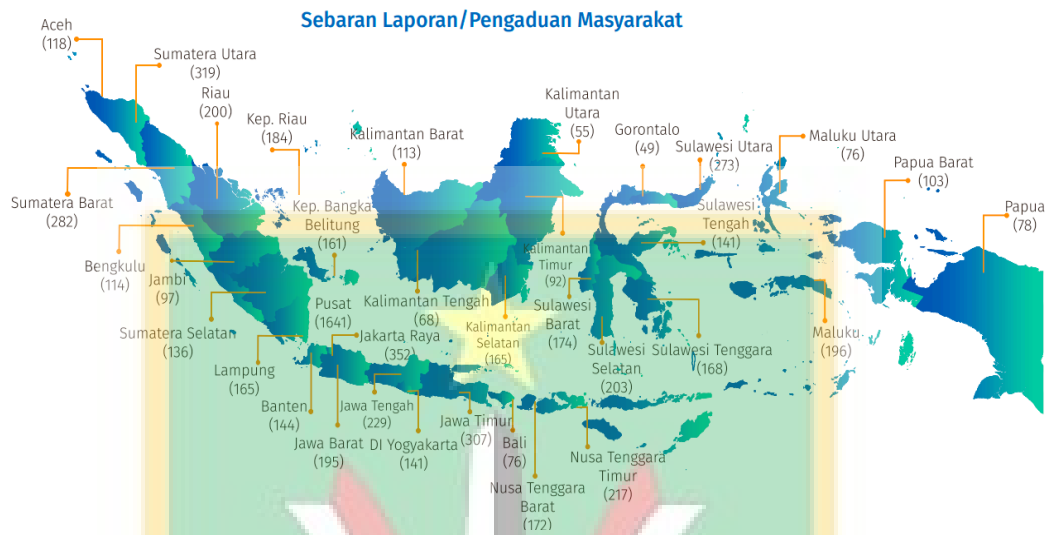 Sebaran Laporan/Pengaduan Masyarakat
Aceh
(118)
Sumatera Utara
(319)
Riau
(200)
Kep. Riau
(184)
Kalimantan Barat
(113)
Kalimantan
Utara
(55)
Gorontalo
(49)
Sulawesi Utara
(273)
Maluku Utara
(76)
Papua Barat
(103)
Papua
(78)
Sumatera Barat
(282)
Kep. Bangka
Belitung
(161)
Sulawesi
Tengah
(141)
Bengkulu
(114)
Jambi
(97)
Kalimantan
Timur
(92)
Sumatera Selatan
(136)
Pusat
(1641)
Kalimantan Tengah
(68)
Sulawesi
Barat
(174)
Jakarta Raya
(352)
Kalimantan
Selatan
(165)
Sulawesi
Selatan
(203)
Sulawesi Tenggara
(168)
Maluku
(196)
Lampung
(165)
Banten
(144)
Jawa Tengah
(229)
Jawa Timur
(307)
Jawa Barat
(195)
DI Yogyakarta
(141)
Bali
(76)
Nusa Tenggara
Timur
(217)
Nusa Tenggara
Barat
(172)